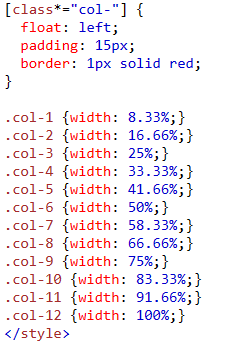 [class*="col-"] {
  float: left;
  padding: 15px;
  border: 1px solid red;
}

.col-1 {width: 8.33%;}
.col-2 {width: 16.66%;}
.col-3 {width: 25%;}
.col-4 {width: 33.33%;}
.col-5 {width: 41.66%;}
.col-6 {width: 50%;}
.col-7 {width: 58.33%;}
.col-8 {width: 66.66%;}
.col-9 {width: 75%;}
.col-10 {width: 83.33%;}
.col-11 {width: 91.66%;}
.col-12 {width: 100%;}
</style>